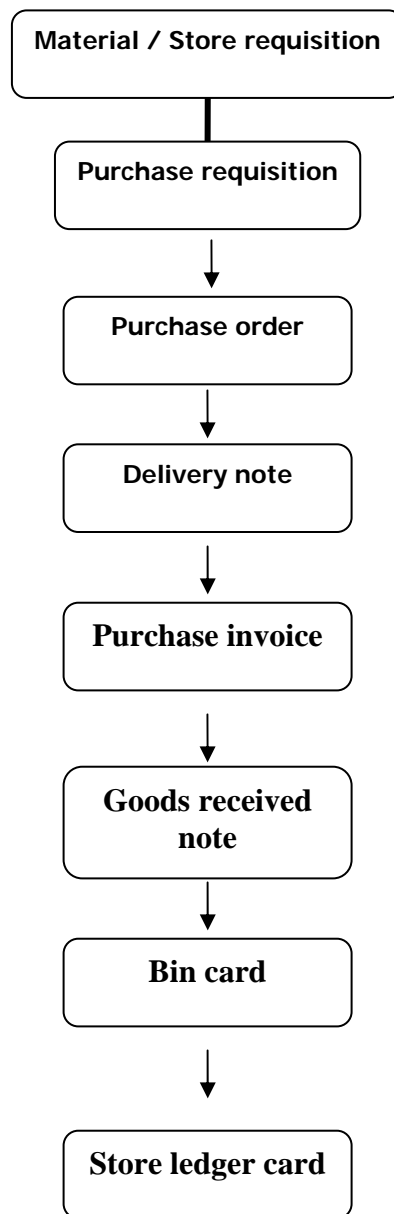 Material / Store requisition
Purchase requisition
Purchase order
Delivery note
Purchase invoice
Goods received
note
Bin card
Store ledger card